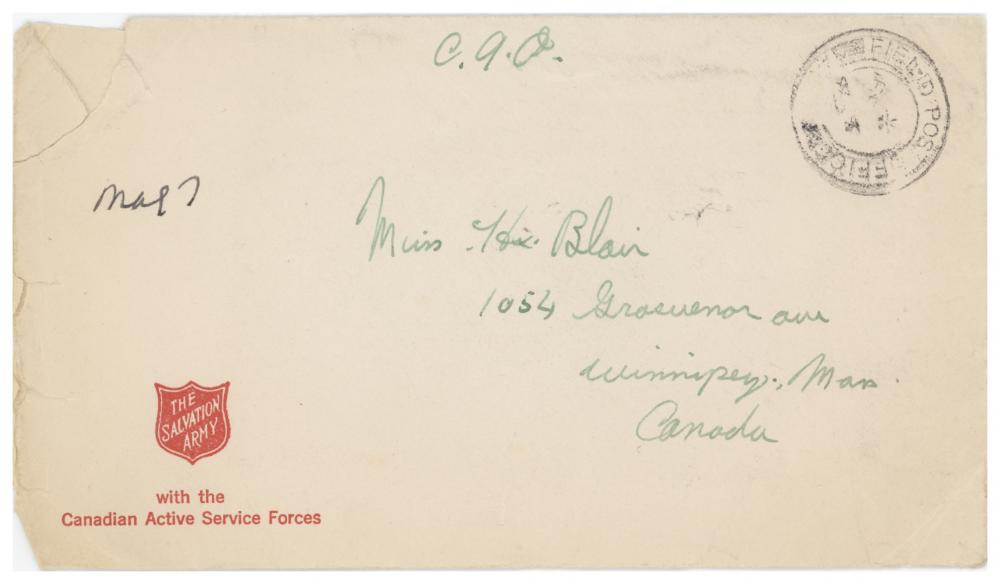 C.A.O.
FIELD POST OFFICE
Mar 7
Miss Hx. Blair
1054 Grosvenor ave
Winnipeg., Man.
Canada
THE
SALVATION
ARMY
with the
Canadian Active Service Forces